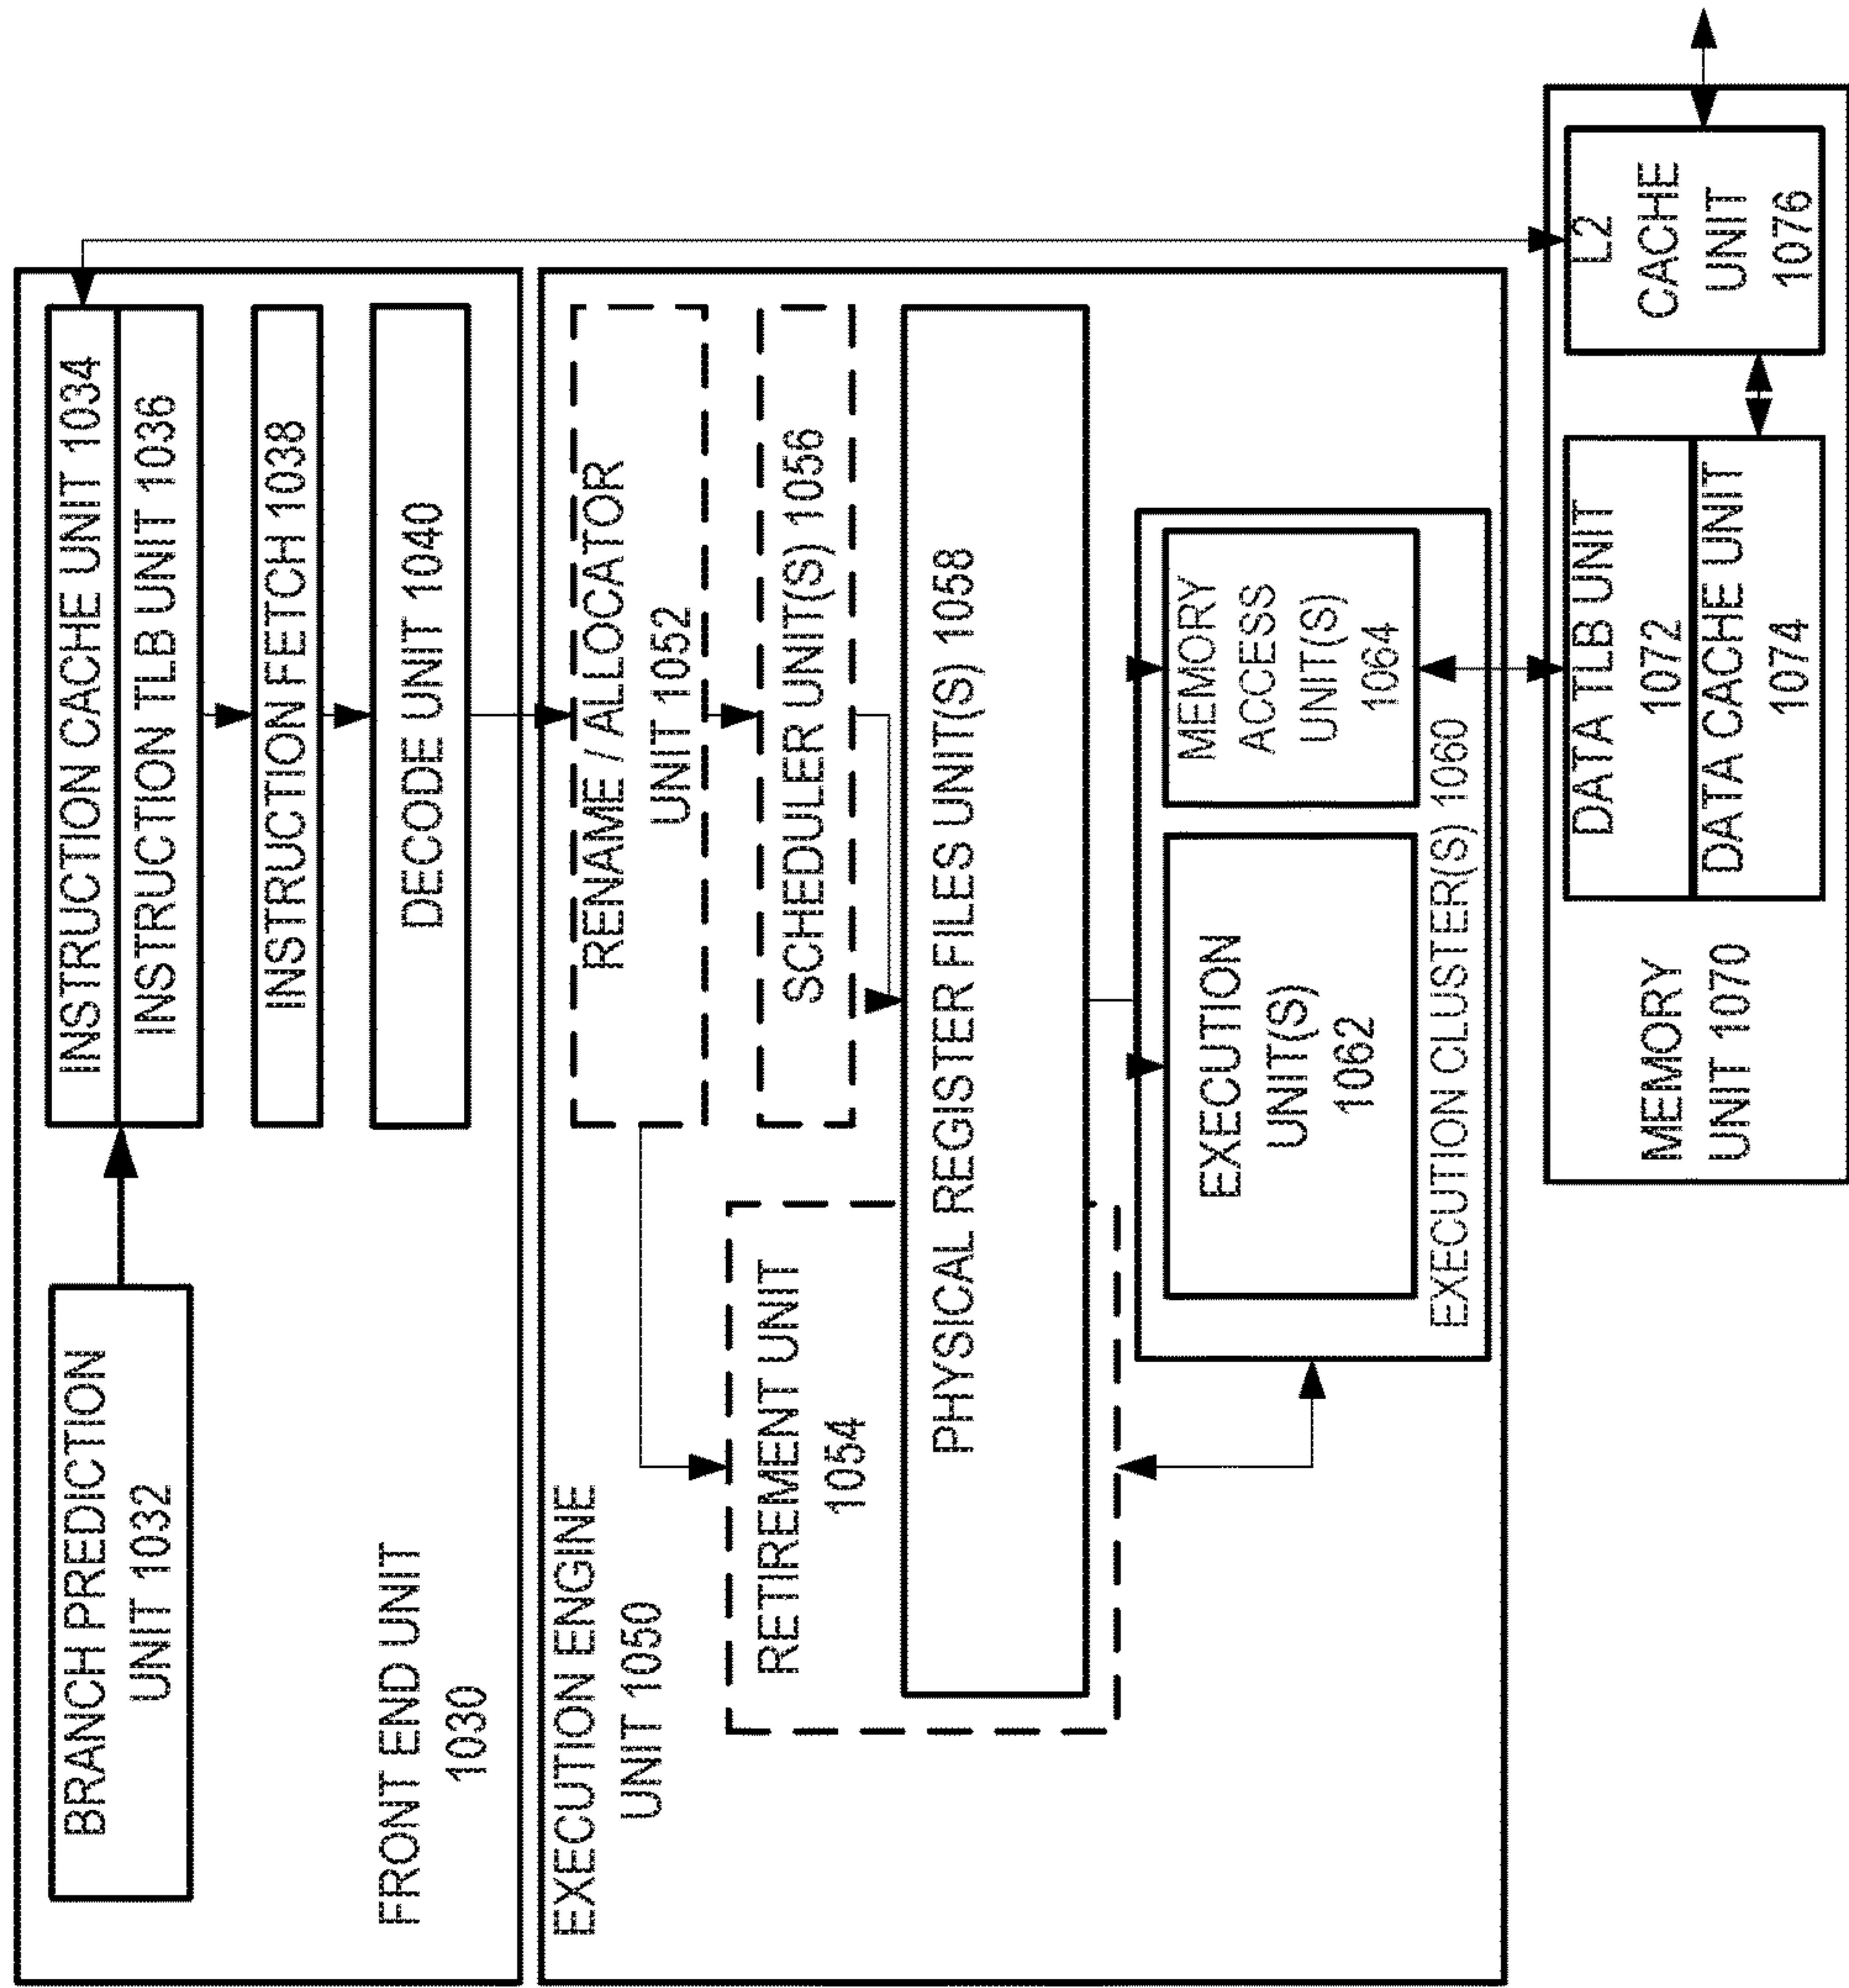 BRANCH PREDICTION
UNIT 1032
INSTRUCTION CACHE UNIT 1034
INSTRUCTION TLB UNIT 1036
INSTRUCTION FETCH 1038
DECODE UNIT 1040
FRONT END UNIT
1030
EXECUTION ENGINE
UNIT 1050
RENAME / ALLOCATOR
UNIT 1052
SCHEDULER UNIT(S) 1056
RETIREMENT UNIT
1054
PHYSICAL REGISTER FILES UNIT(S) 1058
EXECUTION
UNIT(S)
1062
MEMORY
ACCESS
UNIT(S)
1064
EXECUTION CLUSTER(S) 1060
MEMORY
UNIT 1070
DATA TLB UNIT
1072
DATA CACHE UNIT
1074
L2
CACHE
UNIT
1076